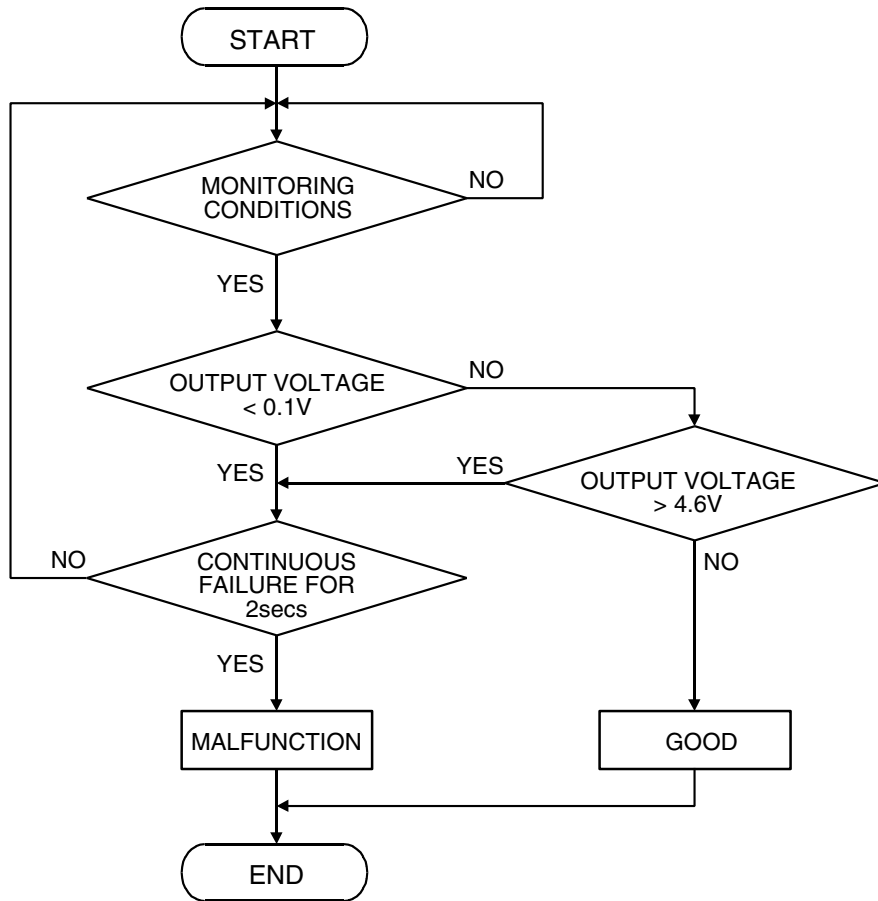 START
MONITORING
CONDITIONS
NO
YES
OUTPUT VOLTAGE
< 0.1V
NO
YES
YES
OUTPUT VOLTAGE
> 4.6V
NO
CONTINUOUS
FAILURE FOR
2secs
NO
YES
MALFUNCTION
GOOD
END